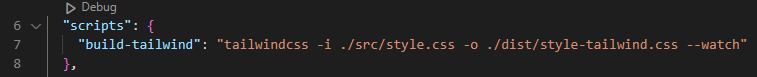 Debug
6 "scripts": {
7 "build-tailwind": "tailwindcss -i ./src/style.css -o ./dist/style-tailwind.css --watch"
8 },